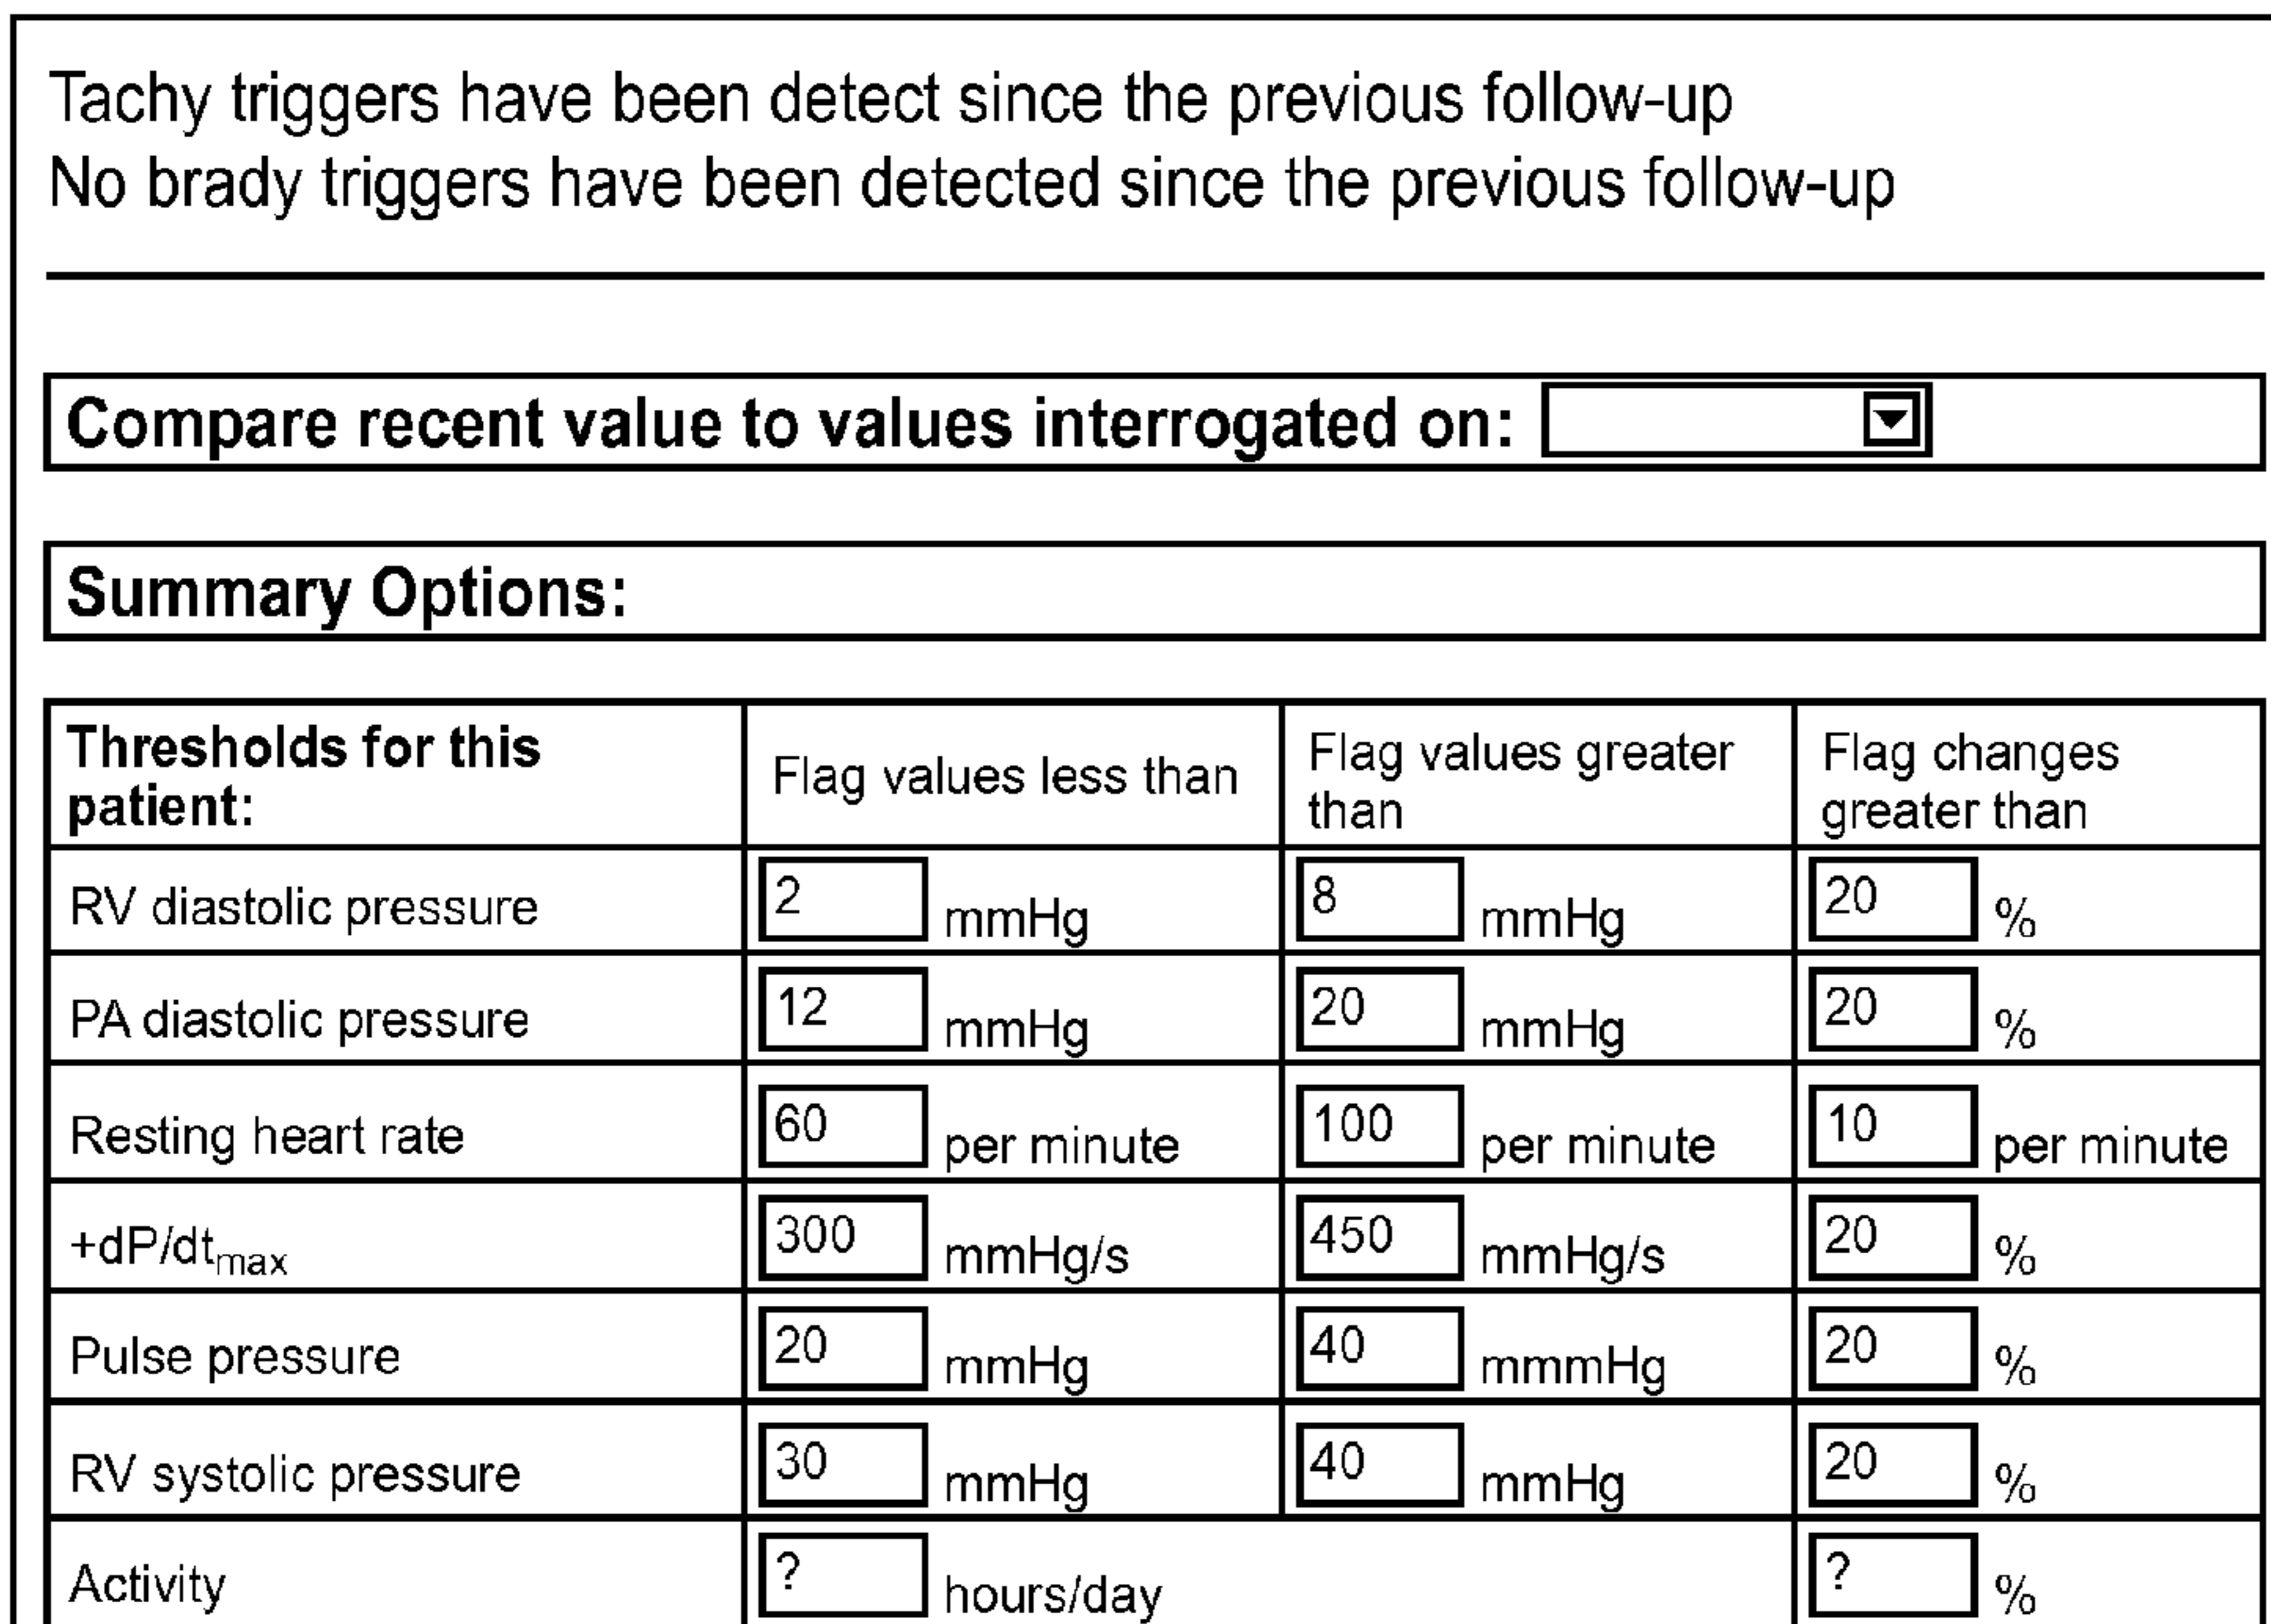 Tachy triggers have been detect since the previous follow-up
No brady triggers have been detected since the previous follow-up
Compare recent value to values interrogated on:
Summary Options:
Thresholds for this patient: Flag values less than Flag values greater than Flag changes greater than
RV diastolic pressure 2 mmHg 8 mmHg 20 %
PA diastolic pressure 12 mmHg 20 mmHg 20 %
Resting heart rate 60 per minute 100 per minute 10 per minute
+dP/dtmax 300 mmHg/s 450 mmHg/s 20 %
Pulse pressure 20 mmHg 40 mmmHg 20 %
RV systolic pressure 30 mmHg 40 mmHg 20 %
Activity ? hours/day ? %